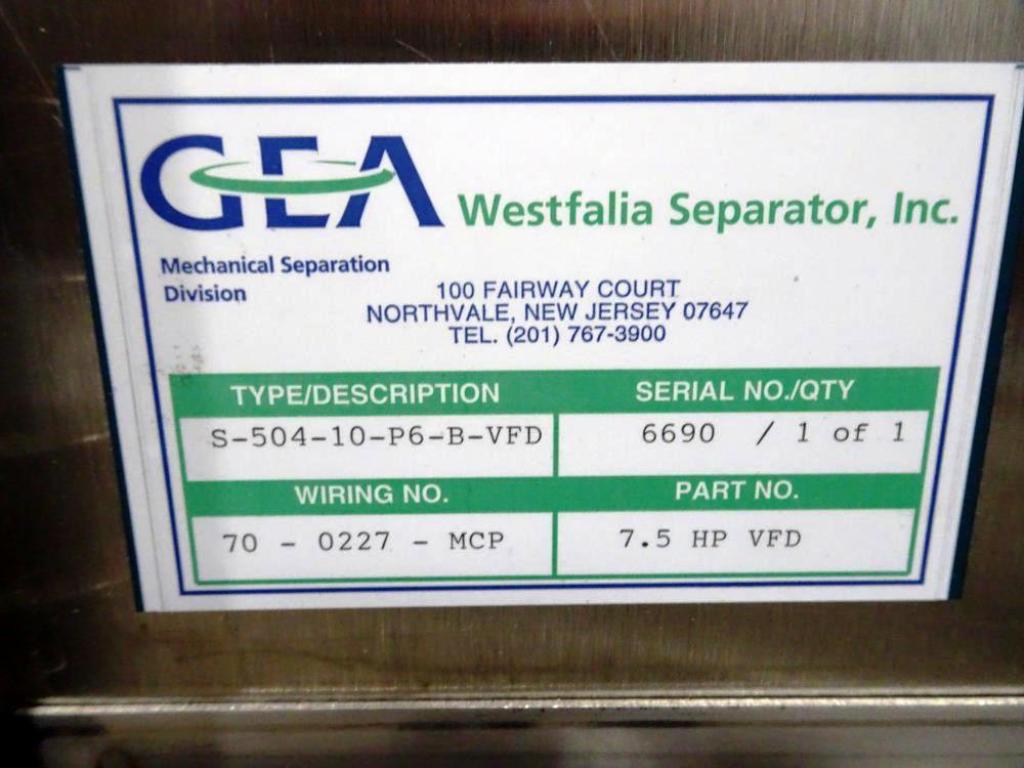 GEA Westfalia Separator, Inc.
Mechanical Separation
Division
100 FAIRWAY COURT
NORTHVALE, NEW JERSEY 07647
TEL. (201) 767-3900
TYPE/DESCRIPTION SERIAL NO./QTY
S-504-10-P6-B-VFD 6690 / 1 of 1
WIRING NO. PART NO.
70 - 0227 - MCP 7.5 HP VFD